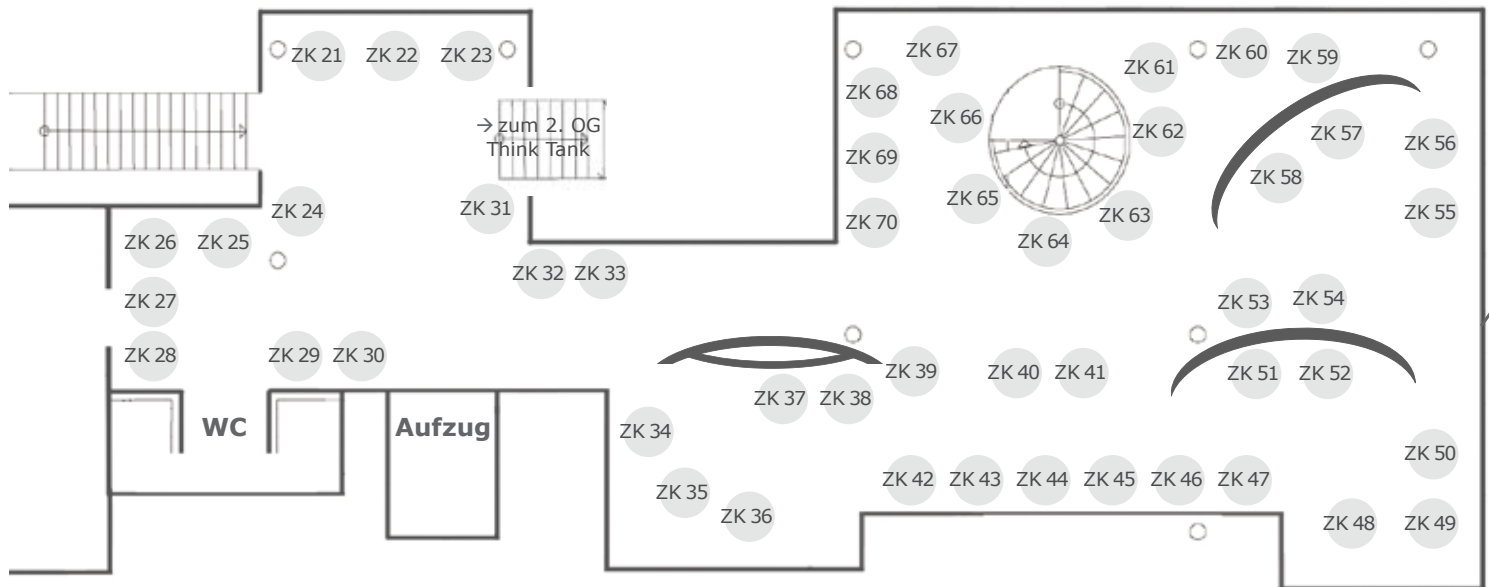 ZK 21
ZK 22
ZK 23
→ zum 2. OG
Think Tank
ZK 24
ZK 25
ZK 26
ZK 27
ZK 28
ZK 29
ZK 30
ZK 31
ZK 32
ZK 33
WC
Aufzug
ZK 34
ZK 35
ZK 36
ZK 37
ZK 38
ZK 39
ZK 40
ZK 41
ZK 42
ZK 43
ZK 44
ZK 45
ZK 46
ZK 47
ZK 48
ZK 49
ZK 50
ZK 51
ZK 52
ZK 53
ZK 54
ZK 55
ZK 56
ZK 57
ZK 58
ZK 59
ZK 60
ZK 61
ZK 62
ZK 63
ZK 64
ZK 65
ZK 66
ZK 67
ZK 68
ZK 69
ZK 70